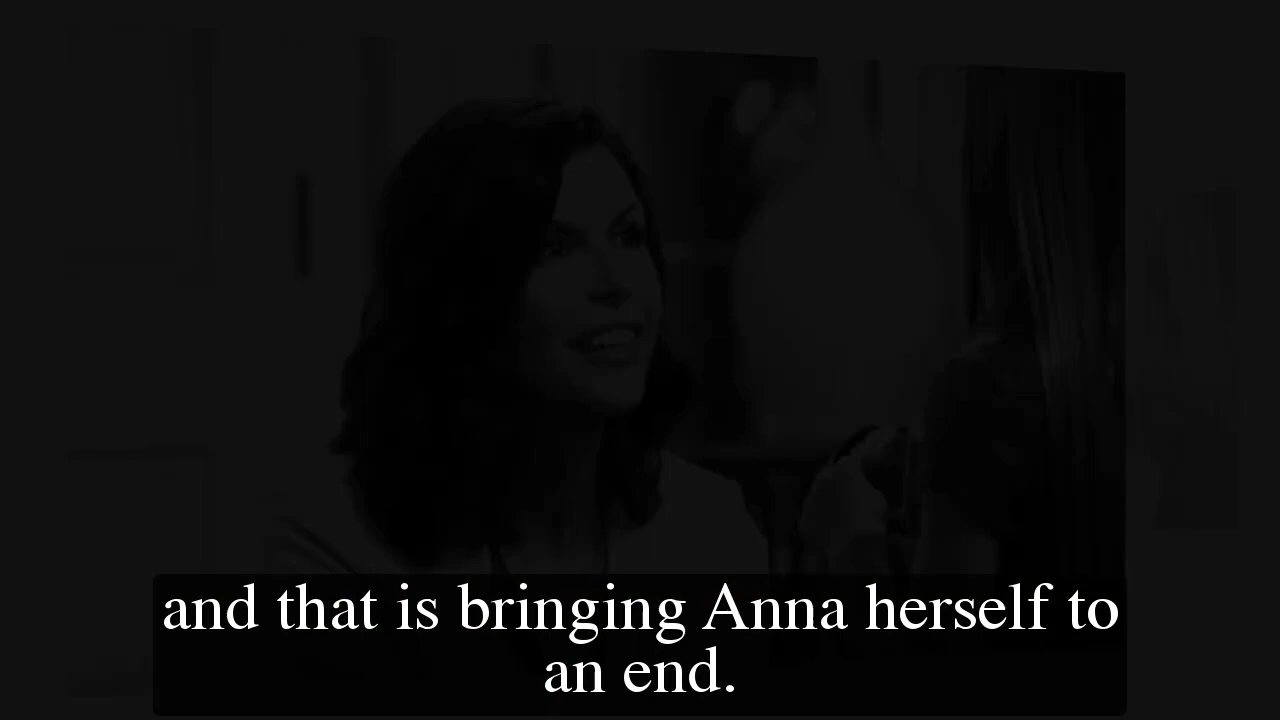 and that is bringing Anna herself to
an end.